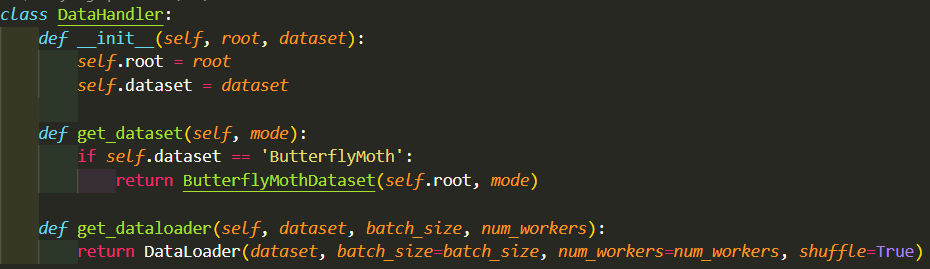 class DataHandler:
    def __init__(self, root, dataset):
        self.root = root
        self.dataset = dataset

    def get_dataset(self, mode):
        if self.dataset == 'ButterflyMoth':
            return ButterflyMothDataset(self.root, mode)

    def get_dataloader(self, dataset, batch_size, num_workers):
        return DataLoader(dataset, batch_size=batch_size, num_workers=num_workers, shuffle=True)